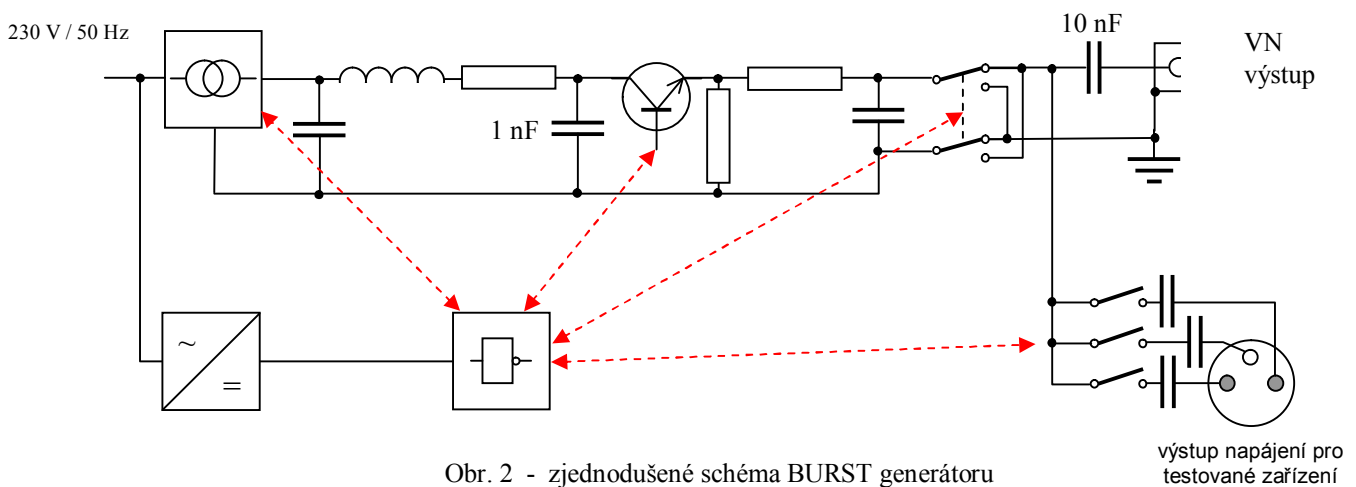 230 V / 50 Hz
10 nF
VN
výstup
1 nF
~
=
výstup napájení pro
testované zařízení
Obr. 2 - zjednodušené schéma BURST generátoru